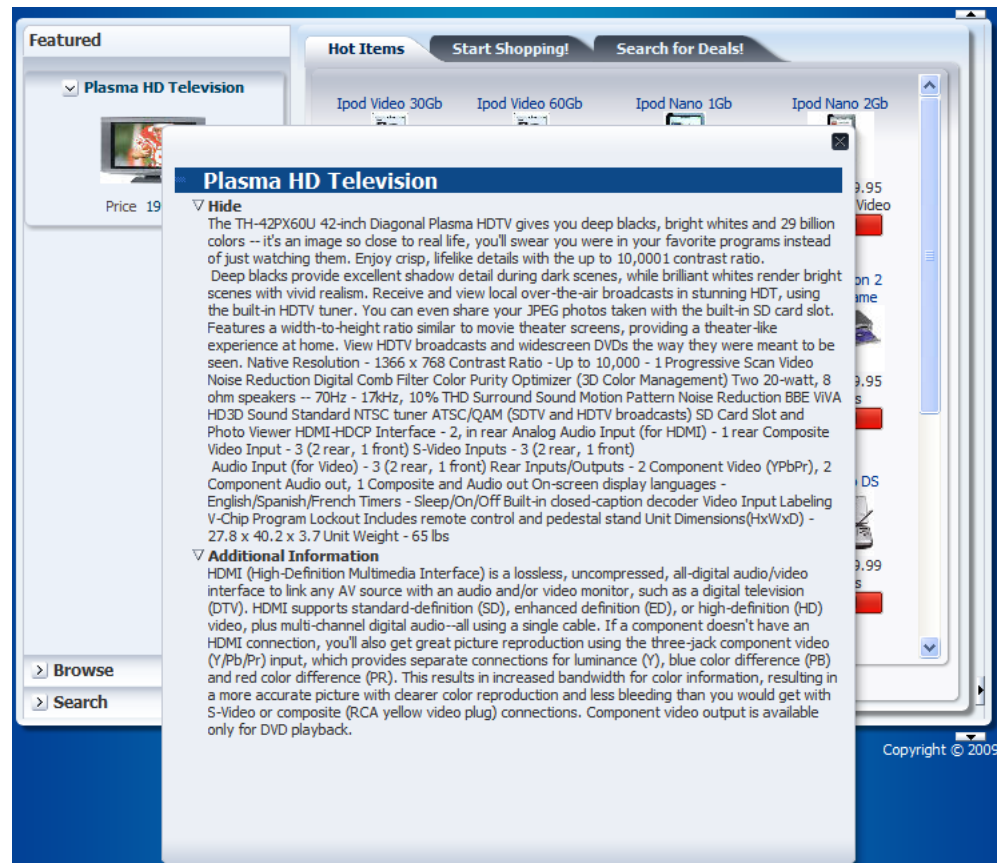 Featured
Hot Items
Start Shopping!
Search for Deals!
Plasma HD Television
Ipod Video 30Gb
Ipod Video 60Gb
Ipod Nano 1Gb
Ipod Nano 2Gb
Price 19
9.95
Video
on 2
ame
9.95
s
DS
9.99
s
Plasma HD Television
Hide
The TH-42PX60U 42-inch Diagonal Plasma HDTV gives you deep blacks, bright whites and 29 billion
colors -- it's an image so close to real life, you'll swear you were in your favorite programs instead
of just watching them. Enjoy crisp, lifelike details with the up to 10,0001 contrast ratio.
Deep blacks provide excellent shadow detail during dark scenes, while brilliant whites render bright
scenes with vivid realism. Receive and view local over-the-air broadcasts in stunning HDT, using
the built-in HDTV tuner. You can even share your JPEG photos taken with the built-in SD card slot.
Features a width-to-height ratio similar to movie theater screens, providing a theater-like
experience at home. View HDTV broadcasts and widescreen DVDs the way they were meant to be
seen. Native Resolution - 1366 x 768 Contrast Ratio - Up to 10,000 - 1 Progressive Scan Video
Noise Reduction Digital Comb Filter Color Purity Optimizer (3D Color Management) Two 20-watt, 8
ohm speakers -- 70Hz - 17kHz, 10% THD Surround Sound Motion Pattern Noise Reduction BBE ViVA
HD3D Sound Standard NTSC tuner ATSC/QAM (SDTV and HDTV broadcasts) SD Card Slot and
Photo Viewer HDMI-HDCP Interface - 2, in rear Analog Audio Input (for HDMI) - 1 rear Composite
Video Input - 3 (2 rear, 1 front) S-Video Inputs - 3 (2 rear, 1 front)
Audio Input (for Video) - 3 (2 rear, 1 front) Rear Inputs/Outputs - 2 Component Video (YPbPr), 2
Component Audio out, 1 Composite and Audio out On-screen display languages -
English/Spanish/French Timers - Sleep/On/Off Built-in closed-caption decoder Video Input Labeling
V-Chip Program Lockout Includes remote control and pedestal stand Unit Dimensions(HxWxD) -
27.8 x 40.2 x 3.7 Unit Weight - 65 lbs
Additional Information
HDMI (High-Definition Multimedia Interface) is a lossless, uncompressed, all-digital audio/video
interface to link any AV source with an audio and/or video monitor, such as a digital television
(DTV). HDMI supports standard-definition (SD), enhanced definition (ED), or high-definition (HD)
video, plus multi-channel digital audio--all using a single cable. If a component doesn't have an
HDMI connection, you'll also get great picture reproduction using the three-jack component video
(Y/Pb/Pr) input, which provides separate connections for luminance (Y), blue color difference (PB)
and red color difference (PR). This results in increased bandwidth for color information, resulting in
a more accurate picture with clearer color reproduction and less bleeding than you would get with
S-Video or composite (RCA yellow video plug) connections. Component video output is available
only for DVD playback.
Browse
Search
Copyright © 2009